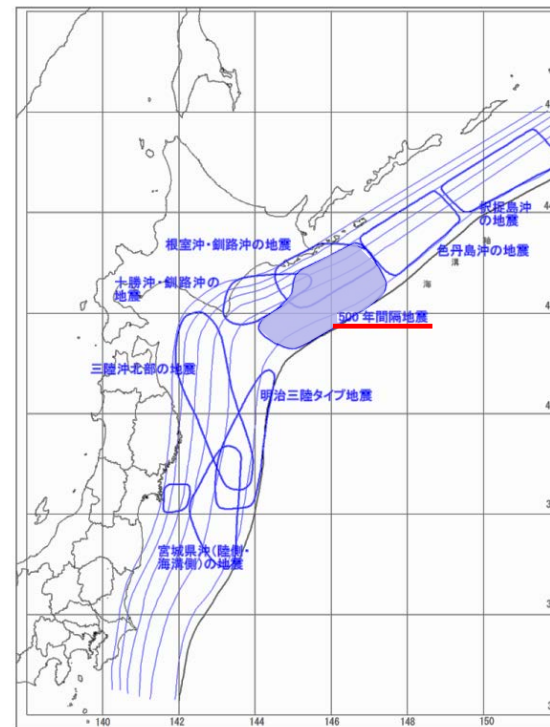 択捉島沖
の地震
色丹島沖の地震
溝
海
根室沖・釧路沖の地震
十勝沖・釧路沖の
地震
500 年間隔地震
三陸沖北部の地震
明治三陸タイプ地震
宮城県沖(陸側・
海溝側)の地震
140
142
144
146
148
150